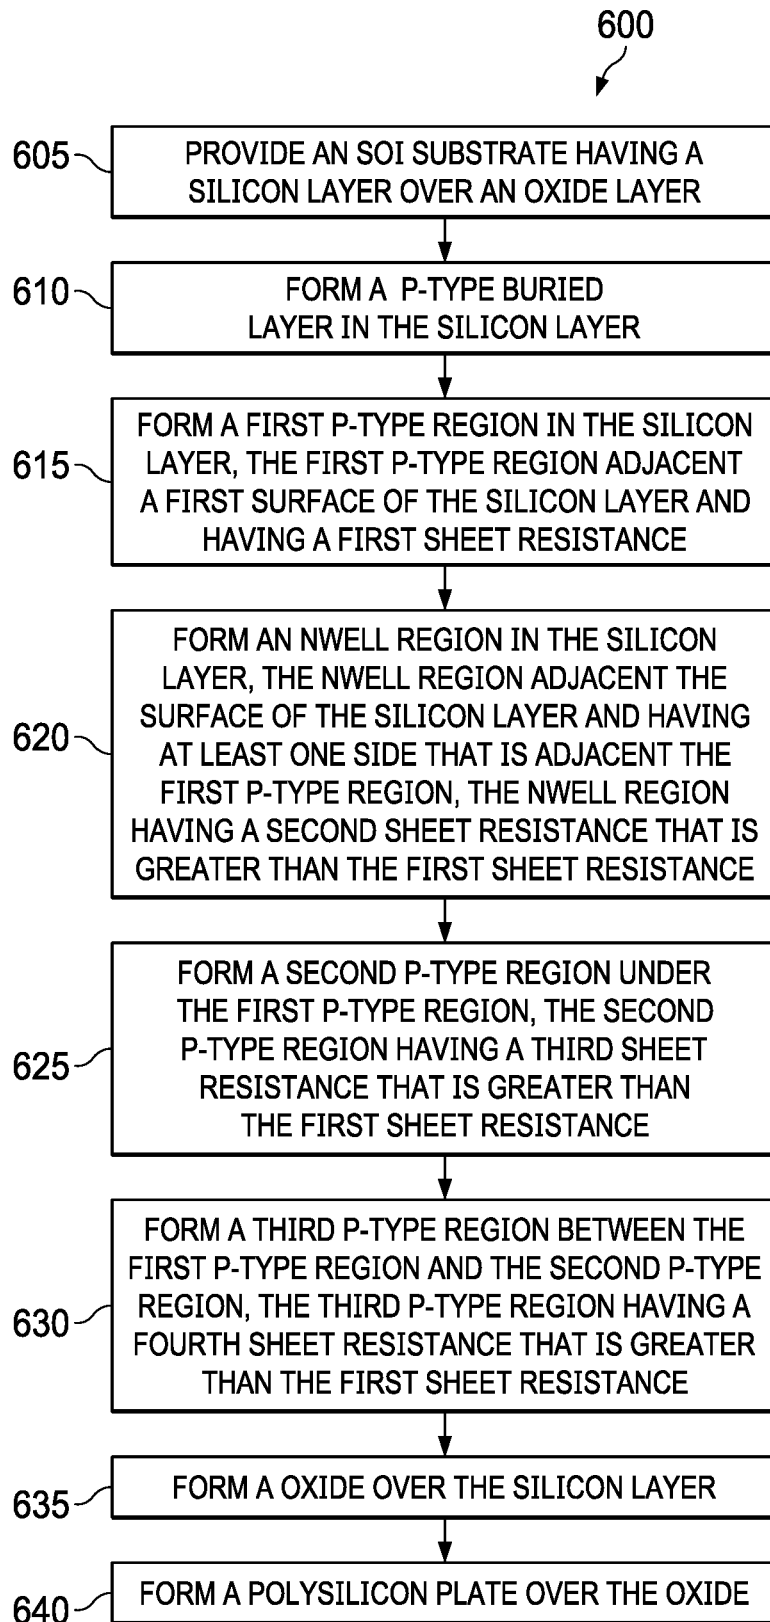 600
605
PROVIDE AN SOI SUBSTRATE HAVING A
SILICON LAYER OVER AN OXIDE LAYER
610
FORM A P-TYPE BURIED
LAYER IN THE SILICON LAYER
615
FORM A FIRST P-TYPE REGION IN THE SILICON
LAYER, THE FIRST P-TYPE REGION ADJACENT
A FIRST SURFACE OF THE SILICON LAYER AND
HAVING A FIRST SHEET RESISTANCE
620
FORM AN NWELL REGION IN THE SILICON
LAYER, THE NWELL REGION ADJACENT THE
SURFACE OF THE SILICON LAYER AND HAVING
AT LEAST ONE SIDE THAT IS ADJACENT THE
FIRST P-TYPE REGION, THE NWELL REGION
HAVING A SECOND SHEET RESISTANCE THAT IS
GREATER THAN THE FIRST SHEET RESISTANCE
625
FORM A SECOND P-TYPE REGION UNDER
THE FIRST P-TYPE REGION, THE SECOND
P-TYPE REGION HAVING A THIRD SHEET
RESISTANCE THAT IS GREATER THAN
THE FIRST SHEET RESISTANCE
630
FORM A THIRD P-TYPE REGION BETWEEN THE
FIRST P-TYPE REGION AND THE SECOND P-TYPE
REGION, THE THIRD P-TYPE REGION HAVING A
FOURTH SHEET RESISTANCE THAT IS GREATER
THAN THE FIRST SHEET RESISTANCE
635
FORM A OXIDE OVER THE SILICON LAYER
640
FORM A POLYSILICON PLATE OVER THE OXIDE